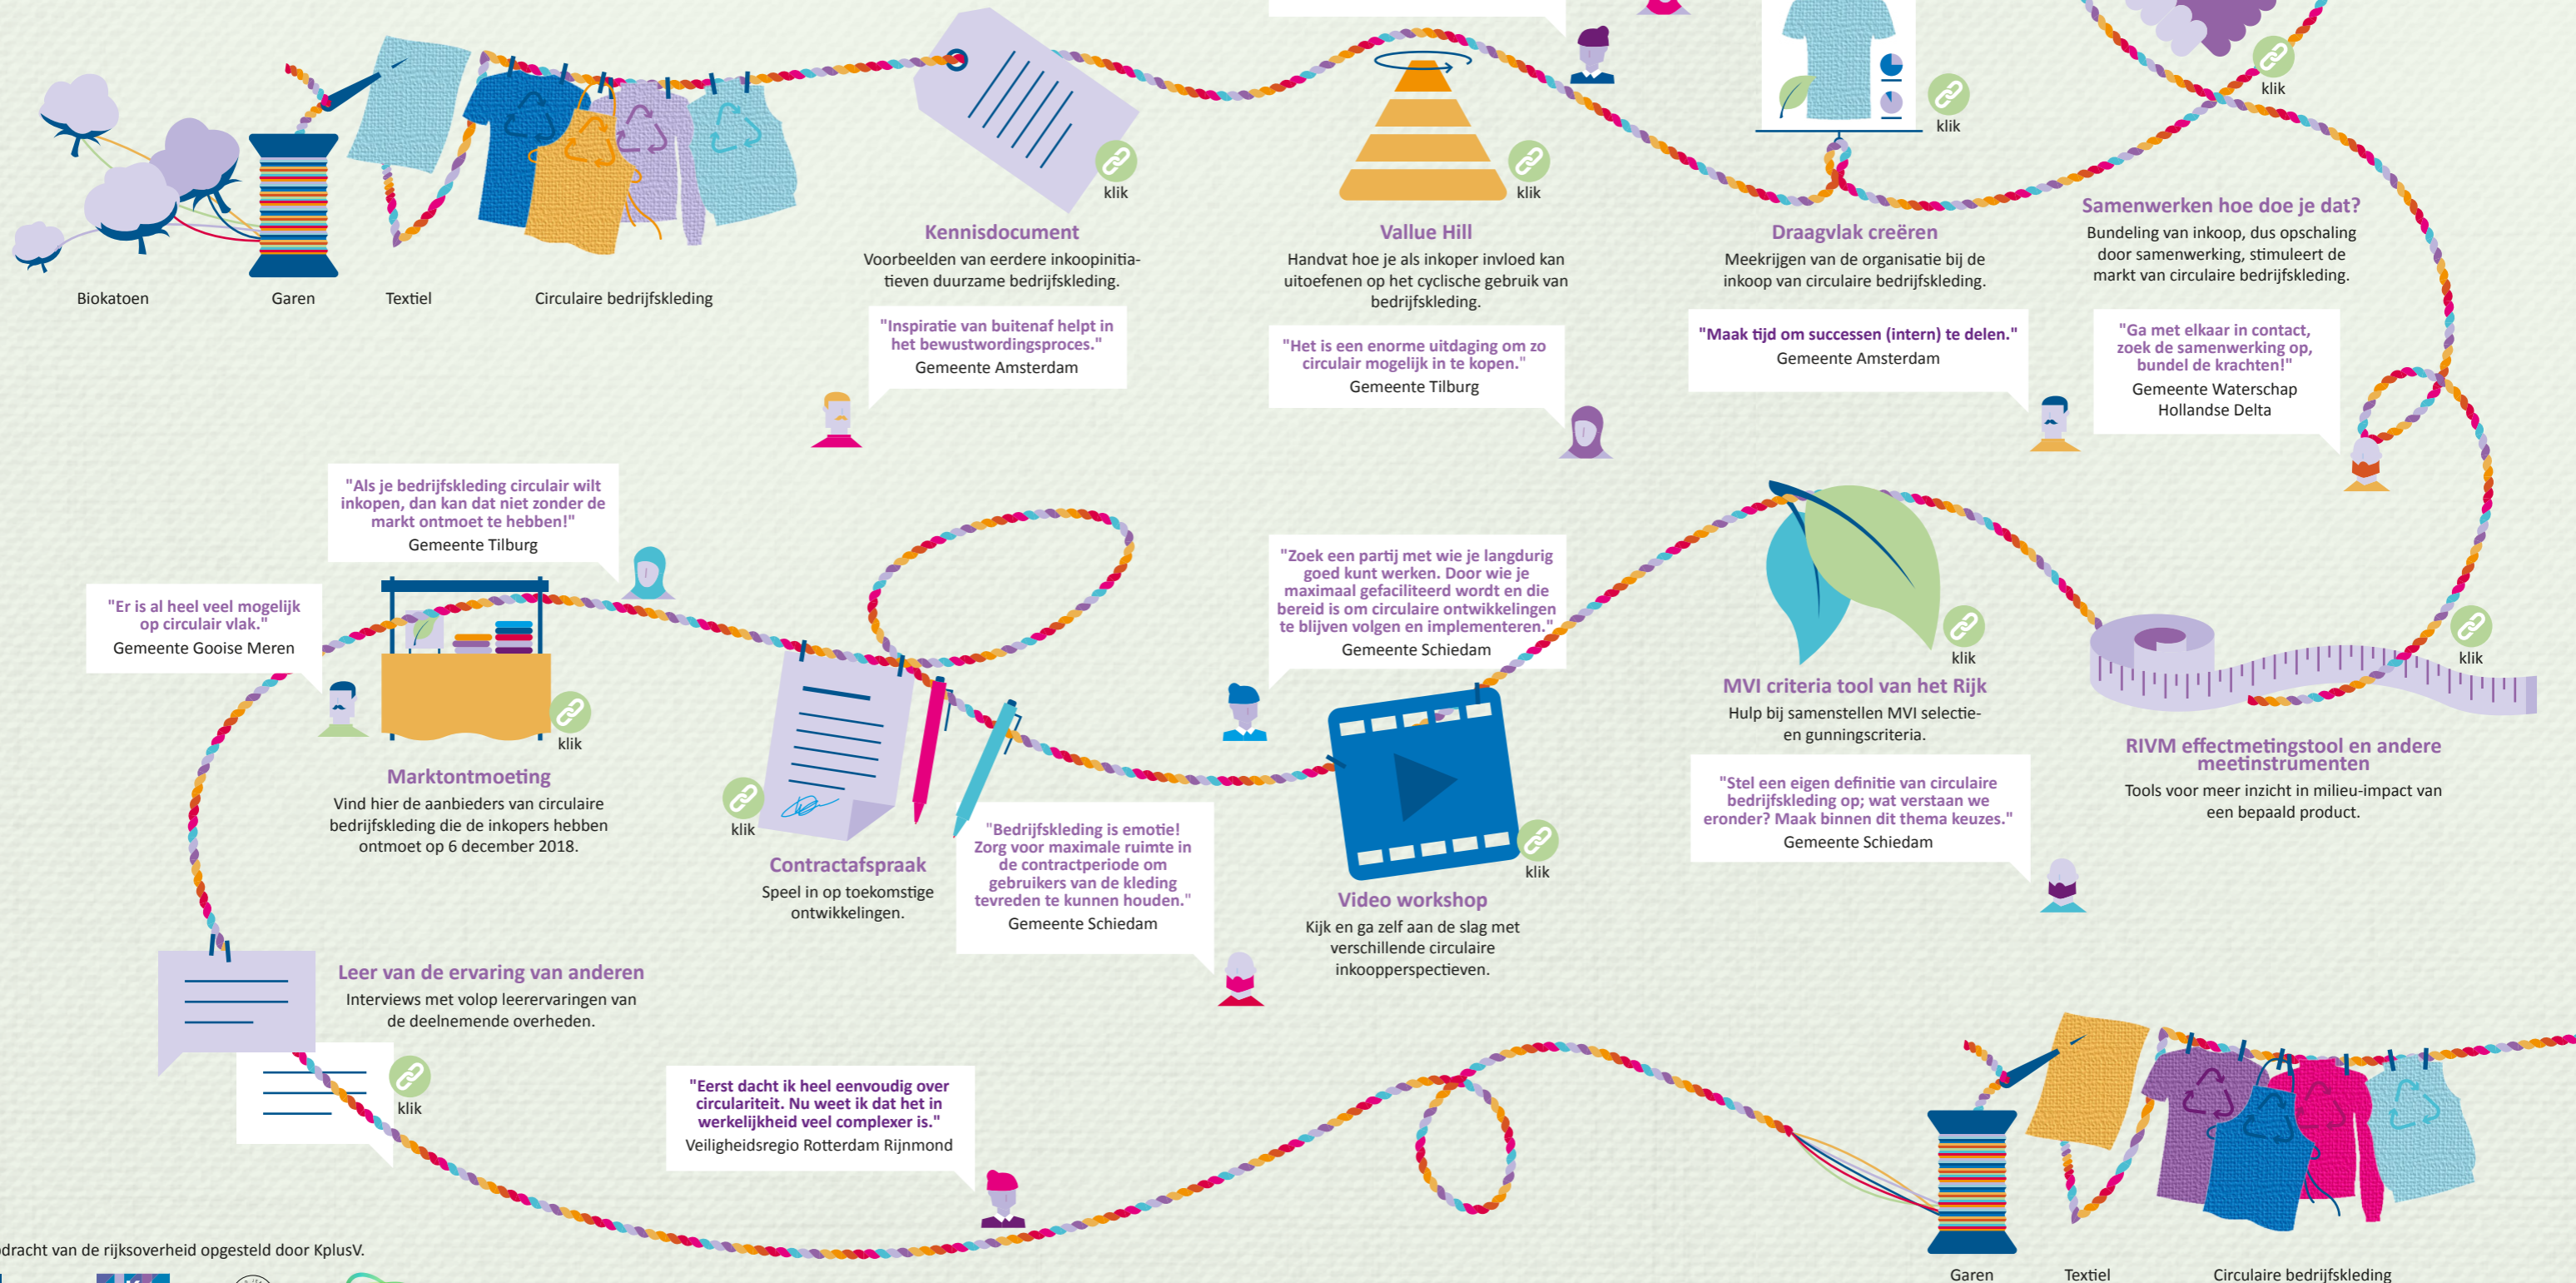 klik
klik
klik
klik
Biokatoen
Garen
Textiel
Circulaire bedrijfskleding
Kennisdocument
Voorbeelden van eerdere inkoopinitia-
tieven duurzame bedrijfskleding.
"Inspiratie van buitenaf helpt in
het bewustwordingsproces."
Gemeente Amsterdam
Vallue Hill
Handvat hoe je als inkoper invloed kan
uitoefenen op het cyclische gebruik van
bedrijfskleding.
"Het is een enorme uitdaging om zo
circulair mogelijk in te kopen."
Gemeente Tilburg
Draagvlak creëren
Meekrijgen van de organisatie bij de
inkoop van circulaire bedrijfskleding.
"Maak tijd om successen (intern) te delen."
Gemeente Amsterdam
Samenwerken hoe doe je dat?
Bundeling van inkoop, dus opschaling
door samenwerking, stimuleert de
markt van circulaire bedrijfskleding.
"Ga met elkaar in contact,
zoek de samenwerking op,
bundel de krachten!"
Gemeente Waterschap
Hollandse Delta
"Als je bedrijfskleding circulair wilt
inkopen, dan kan dat niet zonder de
markt ontmoet te hebben!"
Gemeente Tilburg
"Er is al heel veel mogelijk
op circulair vlak."
Gemeente Gooise Meren
klik
Marktontmoeting
Vind hier de aanbieders van circulaire
bedrijfskleding die de inkopers hebben
ontmoet op 6 december 2018.
klik
Contractafspraak
Speel in op toekomstige
ontwikkelingen.
"Bedrijfskleding is emotie!
Zorg voor maximale ruimte in
de contractperiode om
gebruikers van de kleding
tevreden te kunnen houden."
Gemeente Schiedam
"Zoek een partij met wie je langdurig
goed kunt werken. Door wie je
maximaal gefaciliteerd wordt en die
bereid is om circulaire ontwikkelingen
te blijven volgen en implementeren."
Gemeente Schiedam
klik
Video workshop
Kijk en ga zelf aan de slag met
verschillende circulaire
inkoopperspectieven.
klik
MVI criteria tool van het Rijk
Hulp bij samenstellen MVI selectie-
en gunningscriteria.
"Stel een eigen definitie van circulaire
bedrijfskleding op; wat verstaan we
eronder? Maak binnen dit thema keuzes."
Gemeente Schiedam
klik
RIVM effectmetingstool en andere
meetinstrumenten
Tools voor meer inzicht in milieu-impact van
een bepaald product.
Leer van de ervaring van anderen
Interviews met volop leerervaringen van
de deelnemende overheden.
klik
"Eerst dacht ik heel eenvoudig over
circulariteit. Nu weet ik dat het in
werkelijkheid veel complexer is."
Veiligheidsregio Rotterdam Rijnmond
Garen
Textiel
Circulaire bedrijfskleding
dracht van de rijksoverheid opgesteld door KplusV.